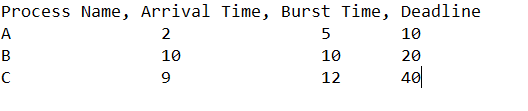 Process Name, Arrival Time, Burst Time, Deadline
A 2 5 10
B 10 10 20
C 9 12 40